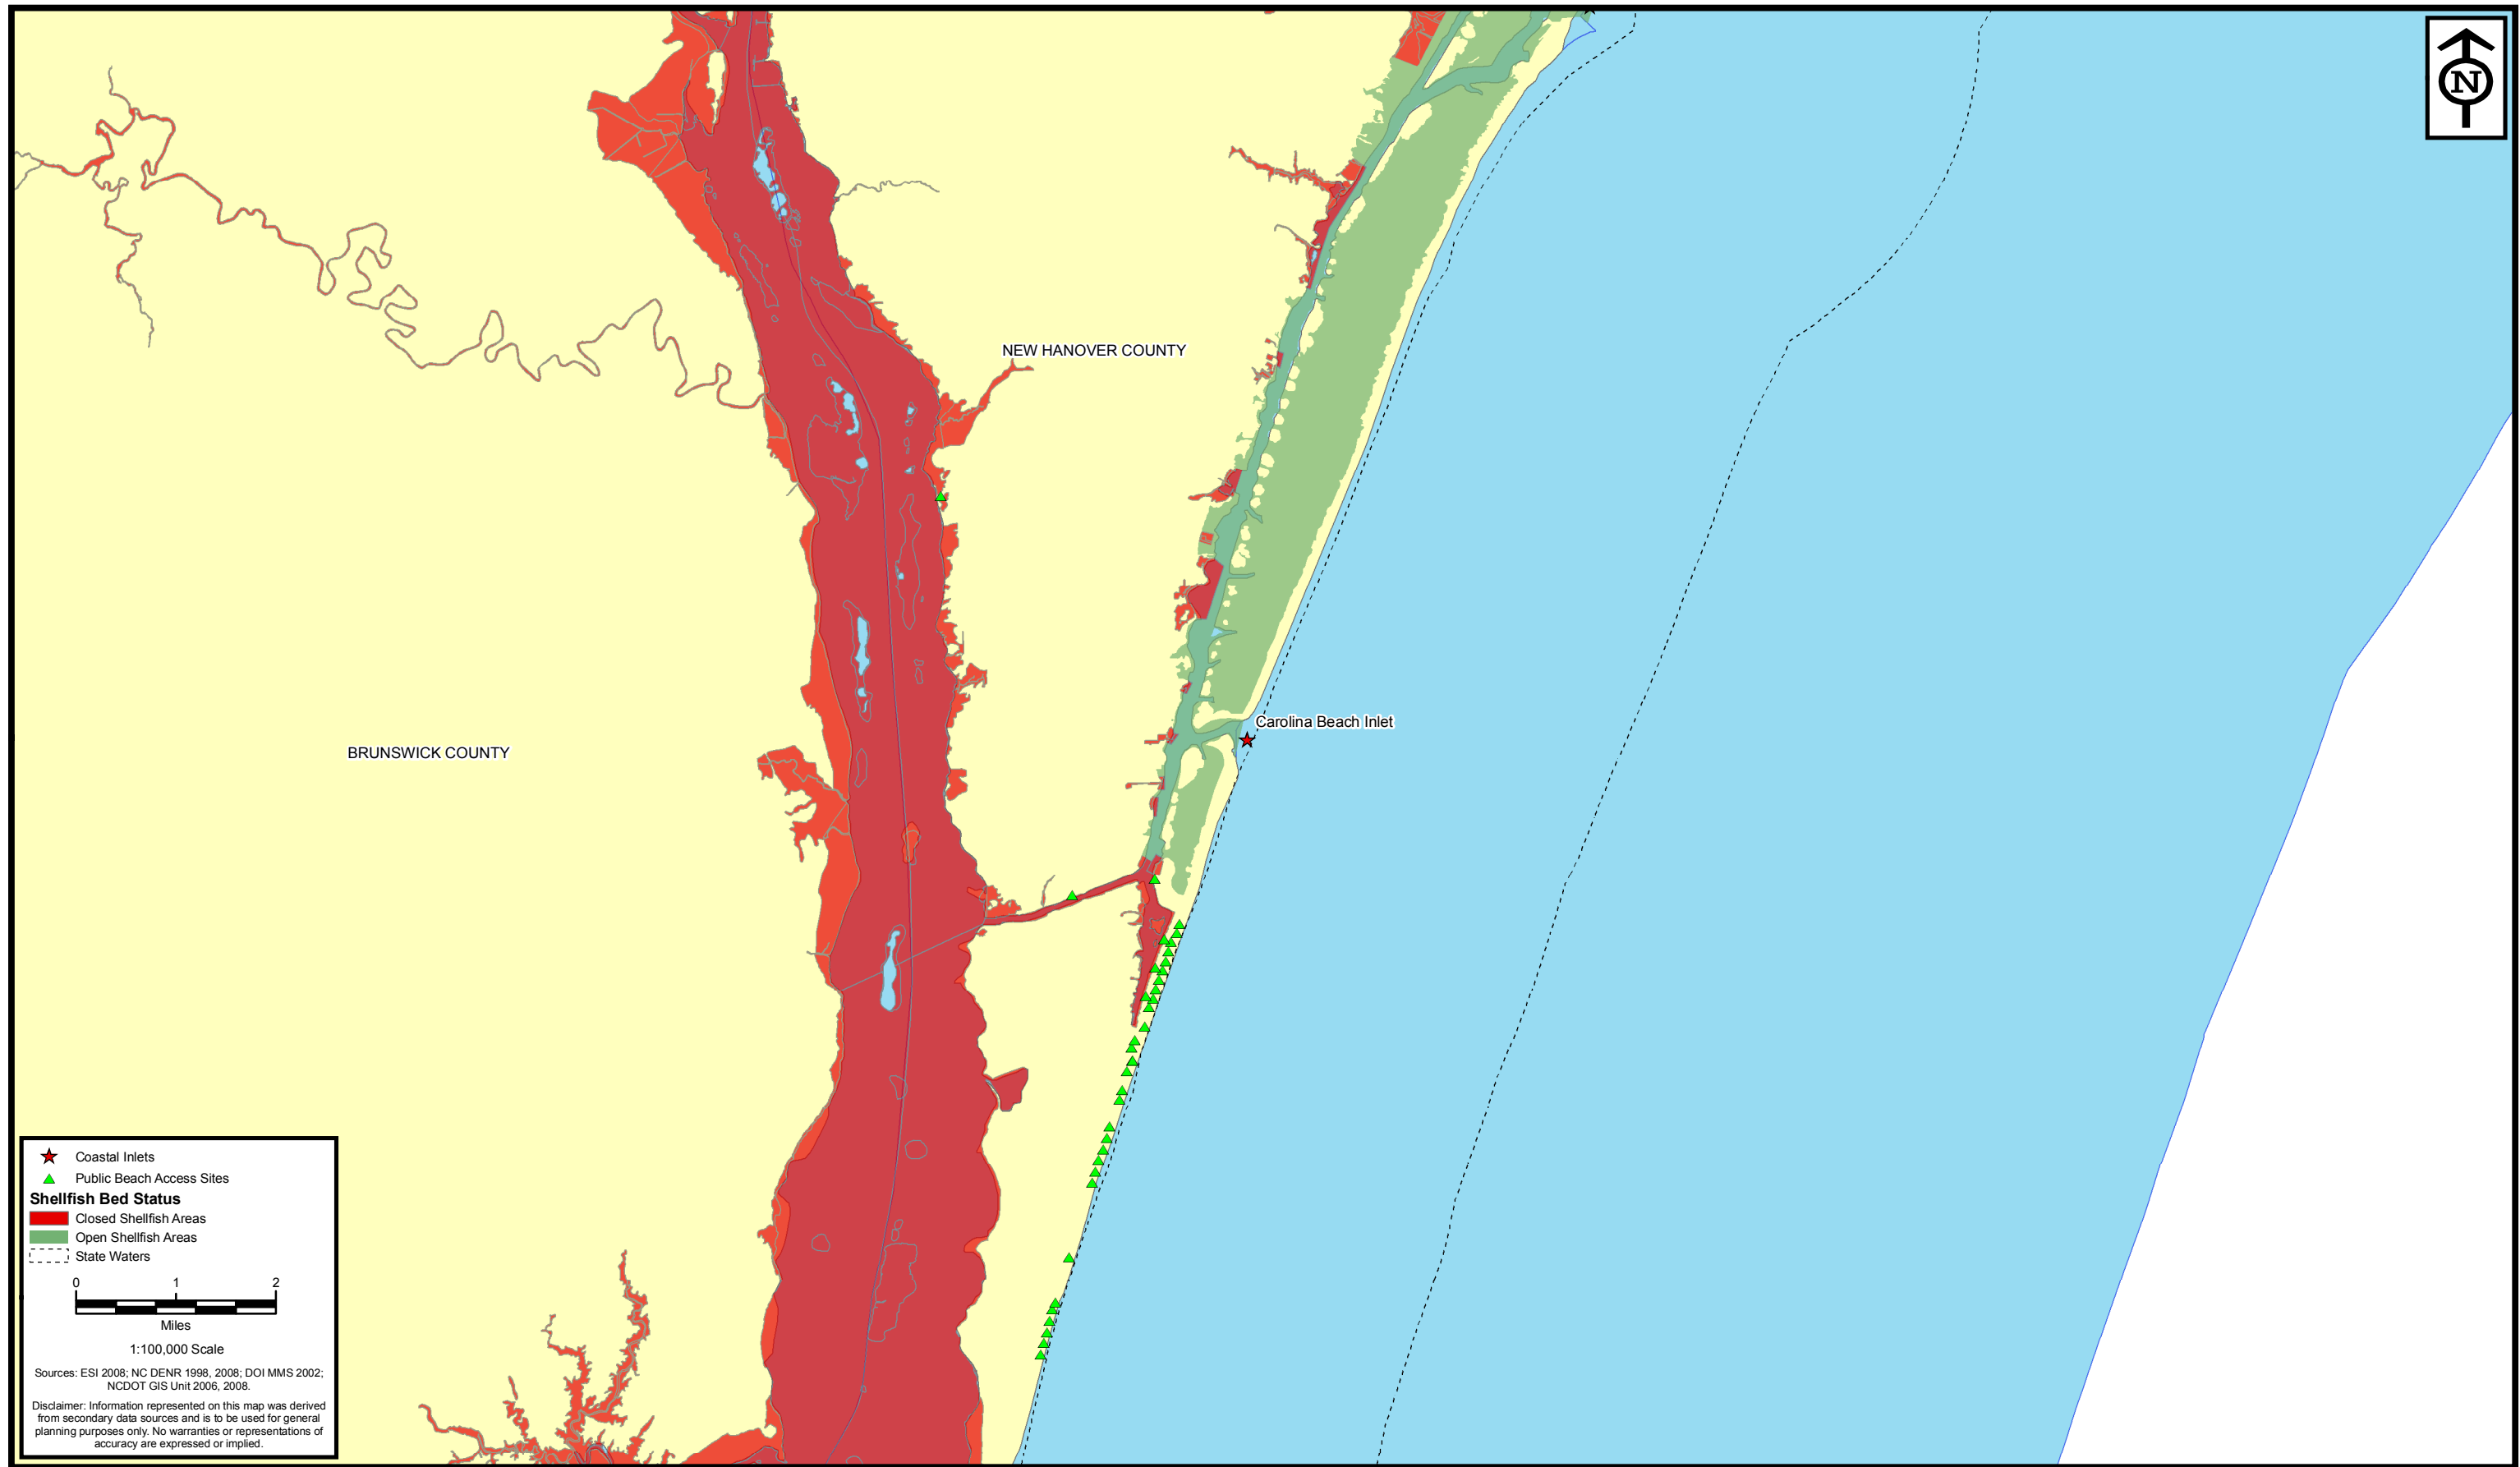 N
NEW HANOVER COUNTY
Carolina Beach Inlet
BRUNSWICK COUNTY
Coastal Inlets
Public Beach Access Sites
Shellfish Bed Status
Closed Shellfish Areas
Open Shellfish Areas
State Waters
0 1 2
Miles
1:100,000 Scale
Sources: ESI 2008; NC DENR 1998, 2008; DOI MMS 2002;
NCDOT GIS Unit 2006, 2008.
Disclaimer: Information represented on this map was derived
from secondary data sources and is to be used for general
planning purposes only. No warranties or representations of
accuracy are expressed or implied.